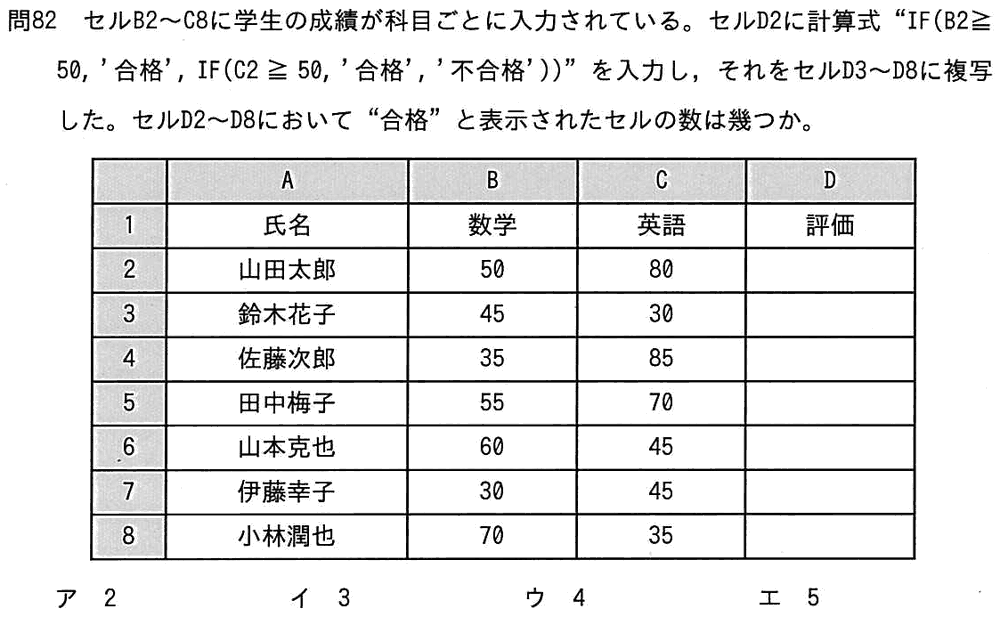 問82　セルB2～C8に学生の成績が科目ごとに入力されている。セルD2に計算式“IF(B2≧
50, '合格', IF(C2 ≧ 50, '合格', '不合格'))”を入力し，それをセルD3～D8に複写
した。セルD2～D8において“合格”と表示されたセルの数は幾つか。
A B C D
1 氏名 数学 英語 評価
2 山田太郎 50 80
3 鈴木花子 45 30
4 佐藤次郎 35 85
5 田中梅子 55 70
6 山本克也 60 45
7 伊藤幸子 30 45
8 小林潤也 70 35
ア 2 イ 3 ウ 4 エ 5